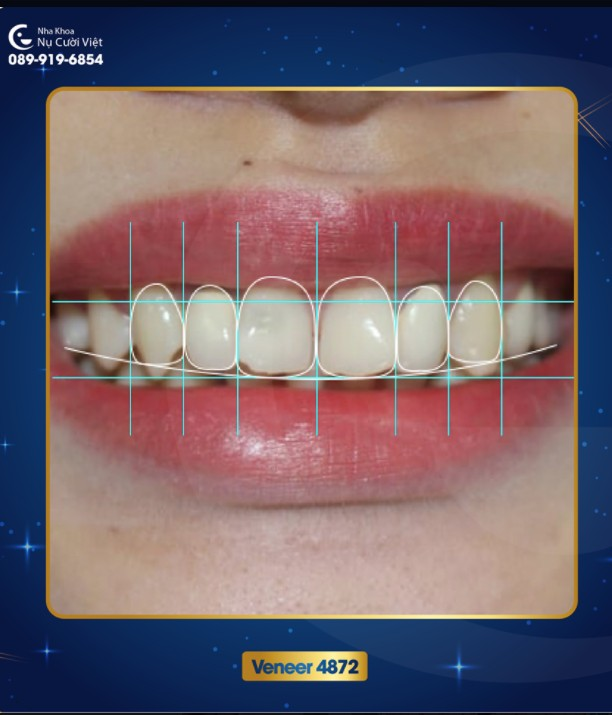 Nha Khoa
Nụ Cười Việt
089-919-6854
Veneer 4872